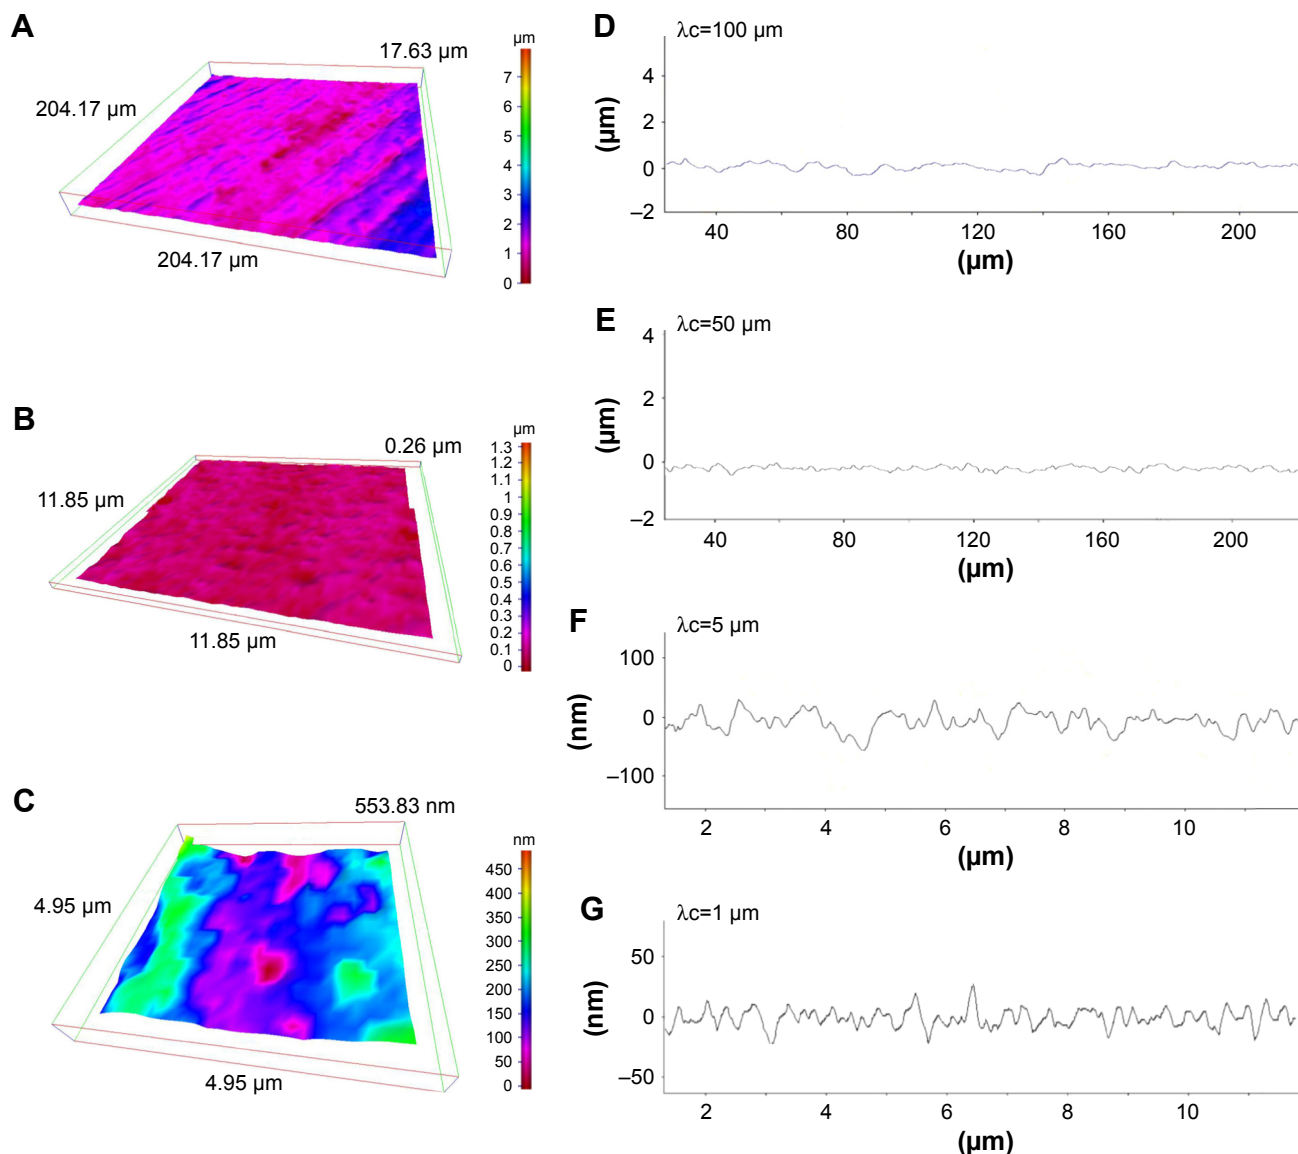 A
17.63 µm
204.17 µm
204.17 µm
µm
7
6
5
4
3
2
1
0
B
0.26 µm
11.85 µm
11.85 µm
µm
1.3
1.2
1.1
1
0.9
0.8
0.7
0.6
0.5
0.4
0.3
0.2
0.1
0
C
553.83 nm
4.95 µm
4.95 µm
nm
450
400
350
300
250
200
150
100
50
0
D
λc=100 µm
(µm)
4
2
0
–2
40 80 120 160 200
(µm)
E
λc=50 µm
(µm)
4
2
0
–2
40 80 120 160 200
(µm)
F
λc=5 µm
(nm)
100
0
–100
2 4 6 8 10
(µm)
G
λc=1 µm
(nm)
50
0
–50
2 4 6 8 10
(µm)